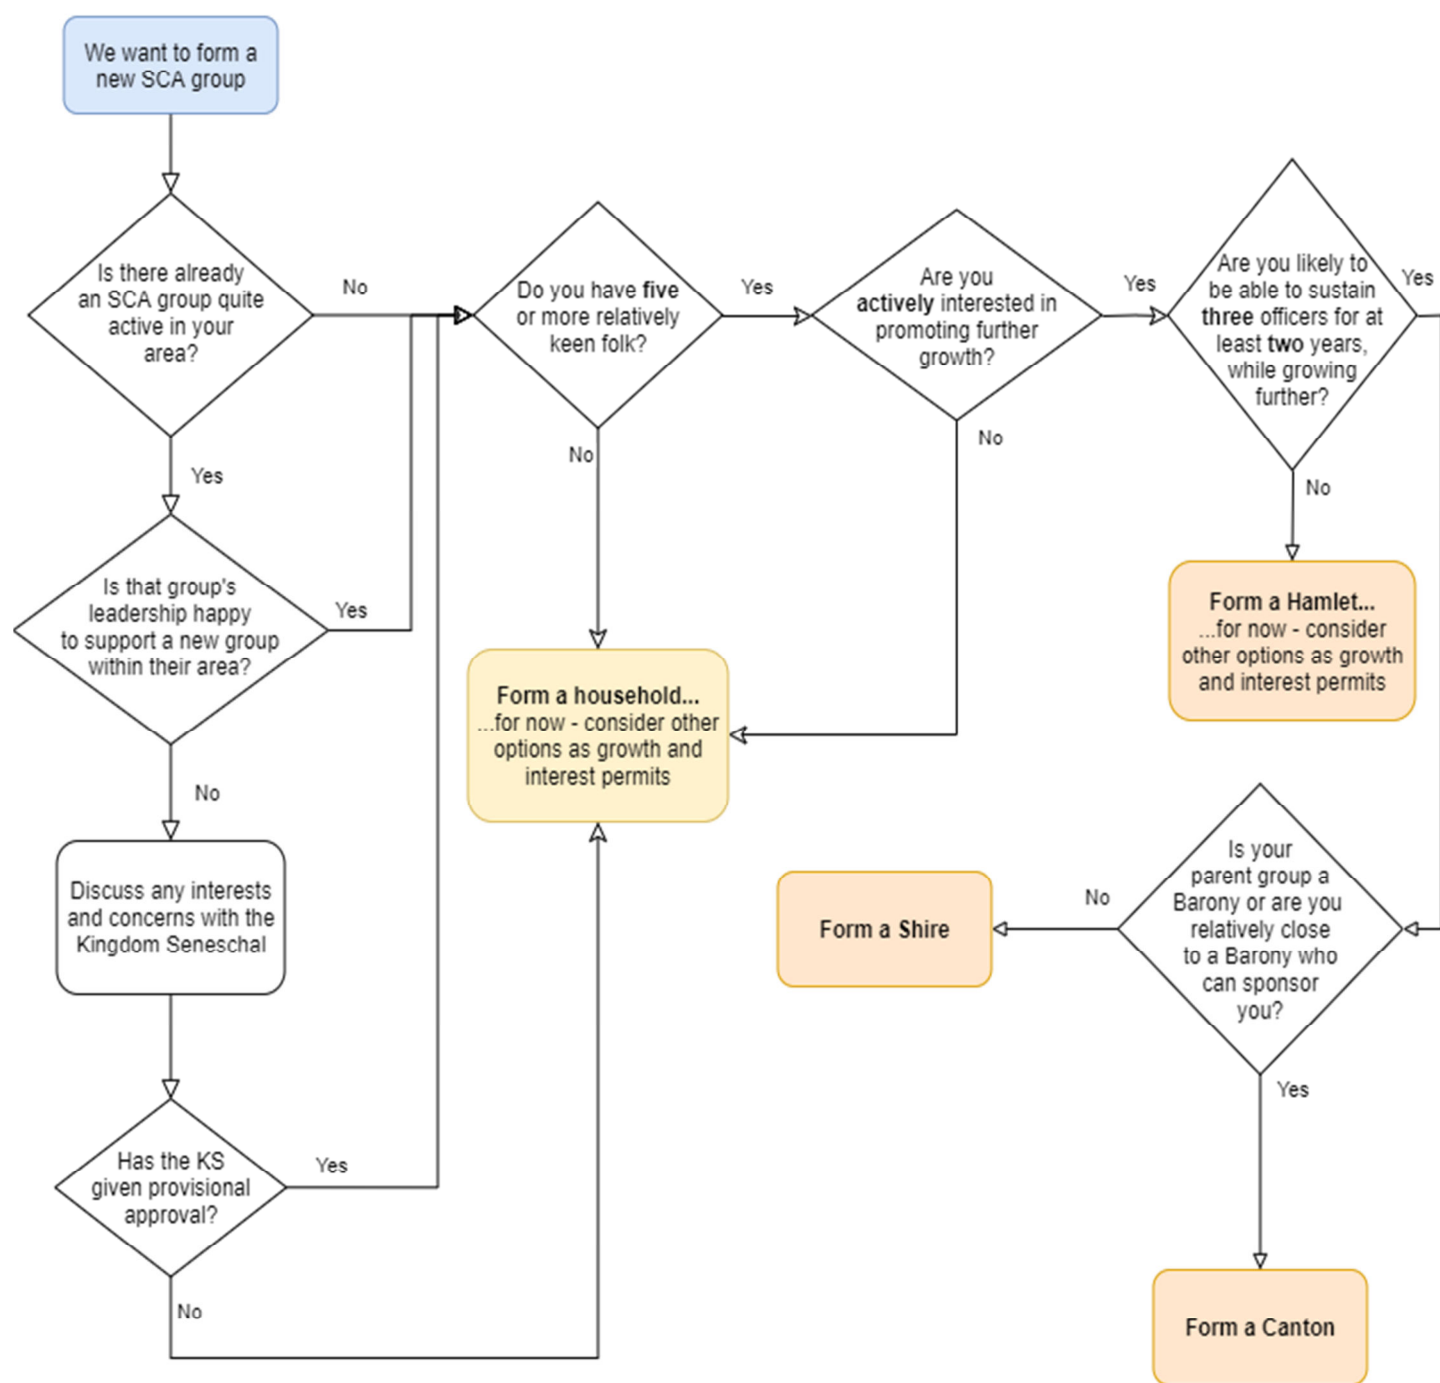 We want to form a
new SCA group
Is there already
an SCA group quite
active in your
area?
No
Yes
Do you have five
or more relatively
keen folk?
Yes
No
Are you
actively interested in
promoting further
growth?
Yes
No
Are you likely to
be able to sustain
three officers for at
least two years,
while growing
further?
Yes
No
Is that group's
leadership happy
to support a new group
within their area?
Yes
No
Form a household...
...for now - consider other
options as growth and
interest permits
Form a Hamlet...
...for now - consider
other options as growth
and interest permits
Discuss any interests
and concerns with the
Kingdom Seneschal
Form a Shire
No
Is your
parent group a
Barony or are you
relatively close
to a Barony who
can sponsor
you?
Yes
Has the KS
given provisional
approval?
Yes
No
Form a Canton